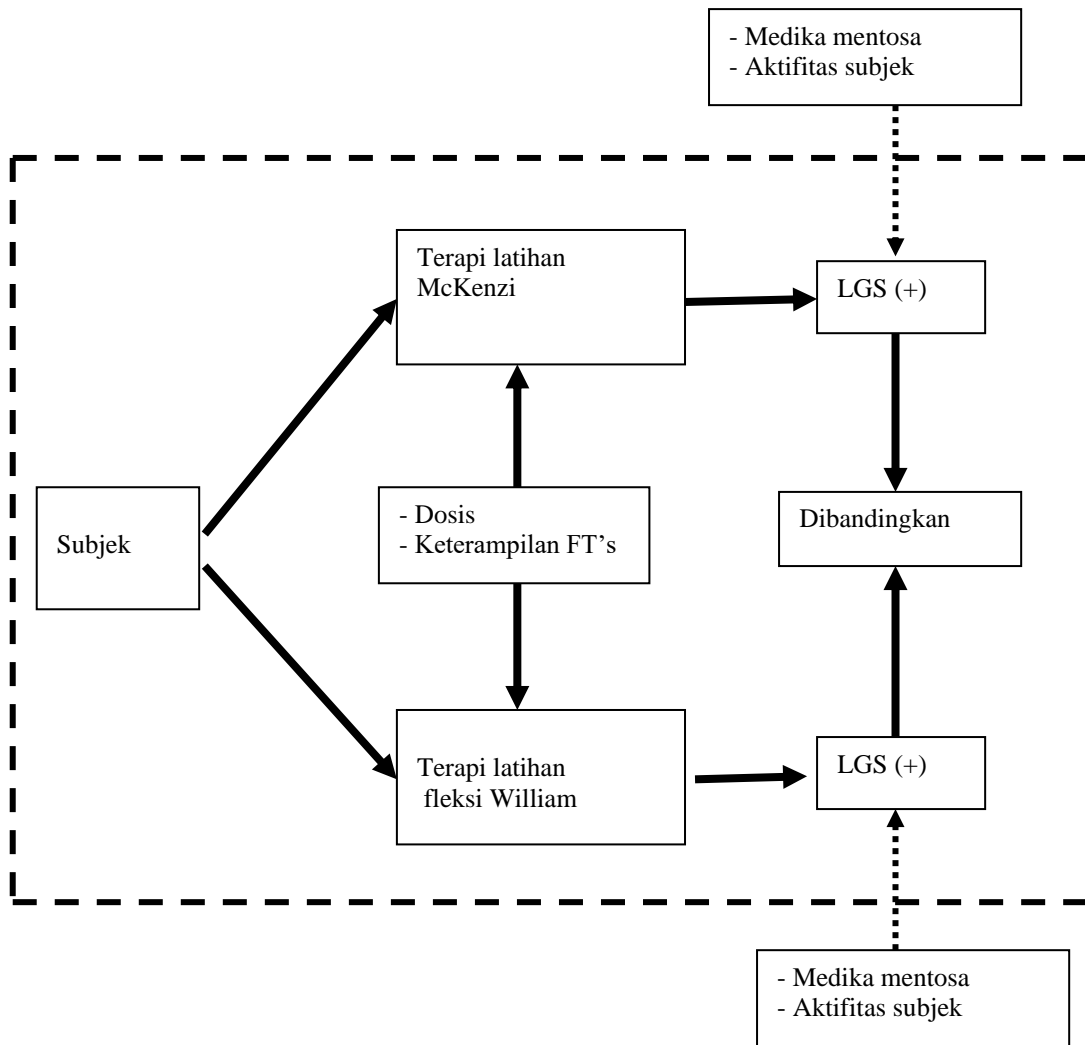 - Medika mentosa
- Aktifitas subjek
Terapi latihan
McKenzi
LGS (+)
Subjek
- Dosis
- Keterampilan FT’s
Dibandingkan
Terapi latihan
fleksi William
LGS (+)
- Medika mentosa
- Aktifitas subjek